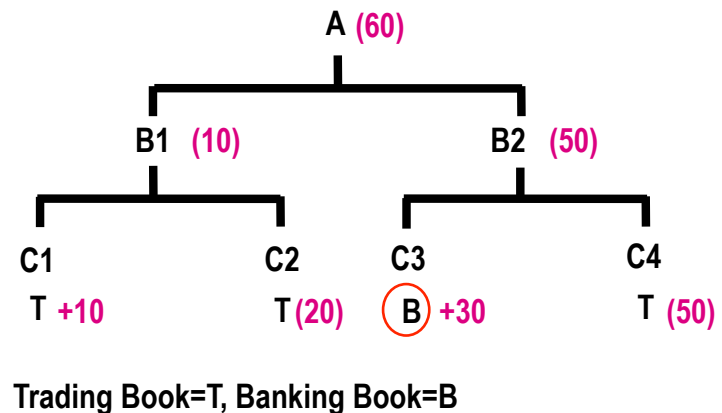 A (60)
B1 (10) B2 (50)
C1 C2 C3 C4
T +10 T (20) B +30 T (50)
Trading Book=T, Banking Book=B